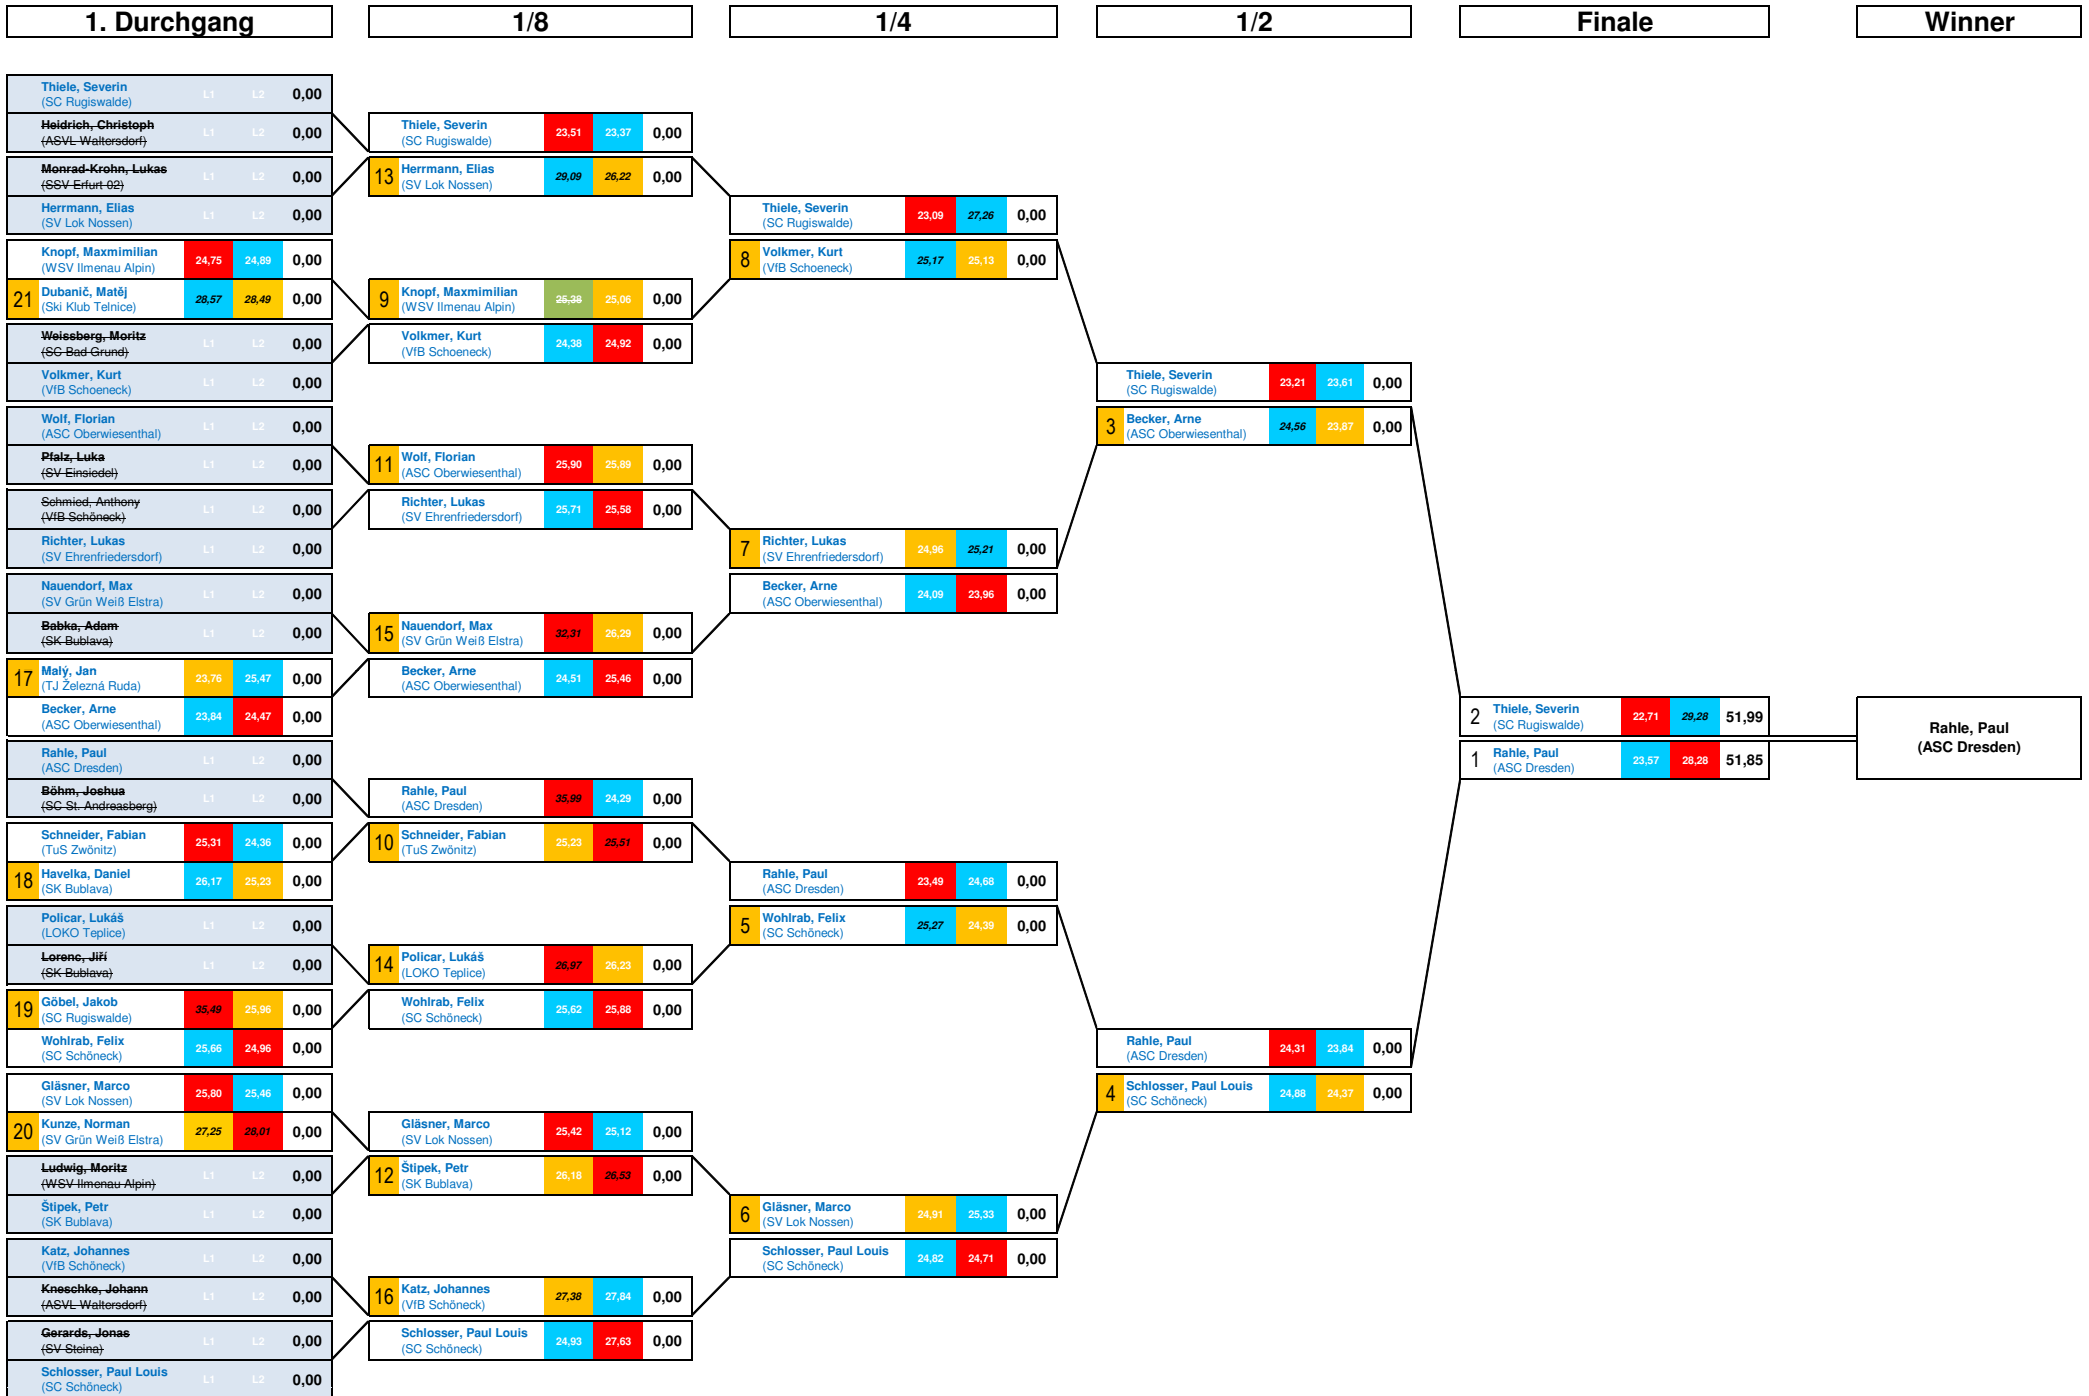 1. Durchgang
1/8
1/4
1/2
Finale
Winner
Thiele, Severin
(SC Rugiswalde)
L1 L2 0,00
Heidrich, Christoph
(ASVL Waltersdorf)
L1 L2 0,00
Monrad-Krohn, Lukas
(SSV Erfurt 02)
L1 L2 0,00
Herrmann, Elias
(SV Lok Nossen)
L1 L2 0,00
Knopf, Maxmimilian
(WSV Ilmenau Alpin)
24,75 24,89 0,00
21 Dubanič, Matěj
(Ski Klub Telnice)
28,57 28,49 0,00
Weissberg, Moritz
(SC Bad Grund)
L1 L2 0,00
Volkmer, Kurt
(VfB Schoeneck)
L1 L2 0,00
Wolf, Florian
(ASC Oberwiesenthal)
L1 L2 0,00
Pfalz, Luka
(SV Einsiedel)
L1 L2 0,00
Schmied, Anthony
(VfB Schöneck)
L1 L2 0,00
Richter, Lukas
(SV Ehrenfriedersdorf)
L1 L2 0,00
Nauendorf, Max
(SV Grün Weiß Elstra)
L1 L2 0,00
Babka, Adam
(SK Bublava)
L1 L2 0,00
17 Malý, Jan
(TJ Železná Ruda)
23,76 25,47 0,00
Becker, Arne
(ASC Oberwiesenthal)
23,84 24,47 0,00
Rahle, Paul
(ASC Dresden)
L1 L2 0,00
Böhm, Joshua
(SC St. Andreasberg)
L1 L2 0,00
Schneider, Fabian
(TuS Zwönitz)
25,31 24,36 0,00
18 Havelka, Daniel
(SK Bublava)
26,17 25,23 0,00
Policar, Lukáš
(LOKO Teplice)
L1 L2 0,00
Lorenc, Jiří
(SK Bublava)
L1 L2 0,00
19 Göbel, Jakob
(SC Rugiswalde)
35,49 25,96 0,00
Wohlrab, Felix
(SC Schöneck)
25,66 24,96 0,00
Gläsner, Marco
(SV Lok Nossen)
25,80 25,46 0,00
20 Kunze, Norman
(SV Grün Weiß Elstra)
27,25 28,01 0,00
Ludwig, Moritz
(WSV Ilmenau Alpin)
L1 L2 0,00
Štipek, Petr
(SK Bublava)
L1 L2 0,00
Katz, Johannes
(VfB Schöneck)
L1 L2 0,00
Kneschke, Johann
(ASVL Waltersdorf)
L1 L2 0,00
Gerards, Jonas
(SV Steina)
L1 L2 0,00
Schlosser, Paul Louis
(SC Schöneck)
L1 L2 0,00
Thiele, Severin
(SC Rugiswalde)
23,51 23,37 0,00
13 Herrmann, Elias
(SV Lok Nossen)
29,09 26,22 0,00
9 Knopf, Maxmimilian
(WSV Ilmenau Alpin)
25,38 25,06 0,00
Volkmer, Kurt
(VfB Schoeneck)
24,38 24,92 0,00
11 Wolf, Florian
(ASC Oberwiesenthal)
25,90 25,89 0,00
Richter, Lukas
(SV Ehrenfriedersdorf)
25,71 25,58 0,00
15 Nauendorf, Max
(SV Grün Weiß Elstra)
32,31 26,29 0,00
Becker, Arne
(ASC Oberwiesenthal)
24,51 25,46 0,00
Rahle, Paul
(ASC Dresden)
35,99 24,29 0,00
10 Schneider, Fabian
(TuS Zwönitz)
25,23 25,51 0,00
14 Policar, Lukáš
(LOKO Teplice)
26,97 26,23 0,00
Wohlrab, Felix
(SC Schöneck)
25,62 25,88 0,00
Gläsner, Marco
(SV Lok Nossen)
25,42 25,12 0,00
12 Štipek, Petr
(SK Bublava)
26,18 26,53 0,00
16 Katz, Johannes
(VfB Schöneck)
27,38 27,84 0,00
Schlosser, Paul Louis
(SC Schöneck)
24,93 27,63 0,00
Thiele, Severin
(SC Rugiswalde)
23,09 27,26 0,00
8 Volkmer, Kurt
(VfB Schoeneck)
25,17 25,13 0,00
7 Richter, Lukas
(SV Ehrenfriedersdorf)
24,96 25,21 0,00
Becker, Arne
(ASC Oberwiesenthal)
24,09 23,96 0,00
Rahle, Paul
(ASC Dresden)
23,49 24,68 0,00
5 Wohlrab, Felix
(SC Schöneck)
25,27 24,39 0,00
6 Gläsner, Marco
(SV Lok Nossen)
24,91 25,33 0,00
Schlosser, Paul Louis
(SC Schöneck)
24,82 24,71 0,00
Thiele, Severin
(SC Rugiswalde)
23,21 23,61 0,00
3 Becker, Arne
(ASC Oberwiesenthal)
24,56 23,87 0,00
Rahle, Paul
(ASC Dresden)
24,31 23,84 0,00
4 Schlosser, Paul Louis
(SC Schöneck)
24,88 24,37 0,00
2 Thiele, Severin
(SC Rugiswalde)
22,71 29,28 51,99
1 Rahle, Paul
(ASC Dresden)
23,57 28,28 51,85
Rahle, Paul
(ASC Dresden)